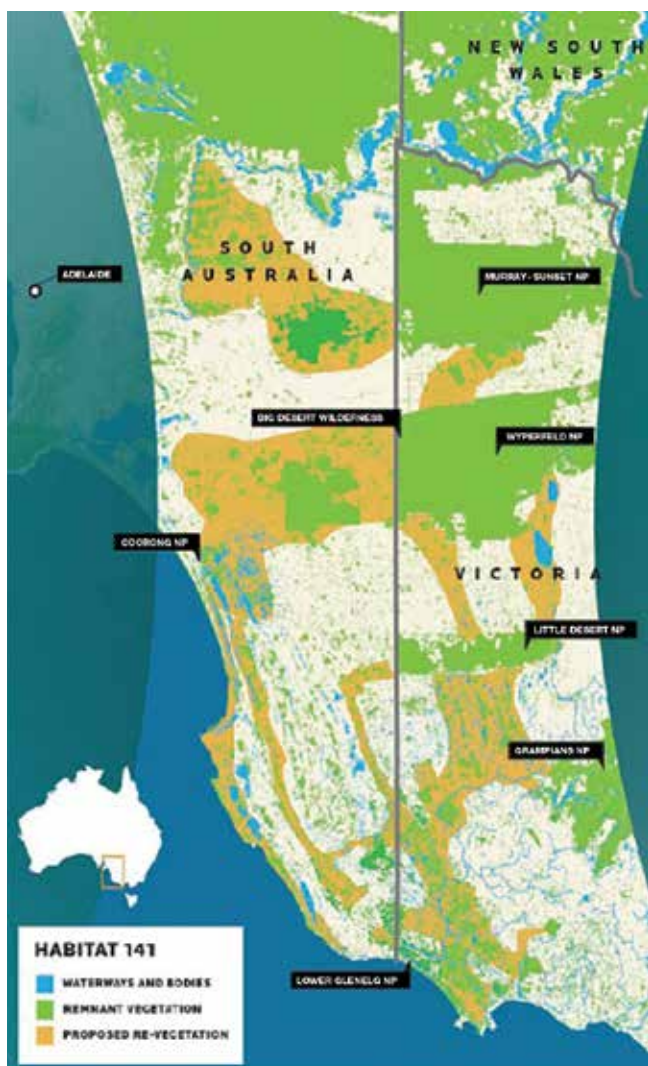 NEW SOUTH
WALES
SOUTH
AUSTRALIA
ADELAIDE
MURRAY-SUNSET NP
BIG DESERT WILDERNESS
WYPERFELD NP
COORONG NP
VICTORIA
LITTLE DESERT NP
GRAMPIANS NP
HABITAT 141
WATERWAYS AND BODIES
REMNANT VEGETATION
PROPOSED RE-VEGETATION
LOWER GLENELG NP